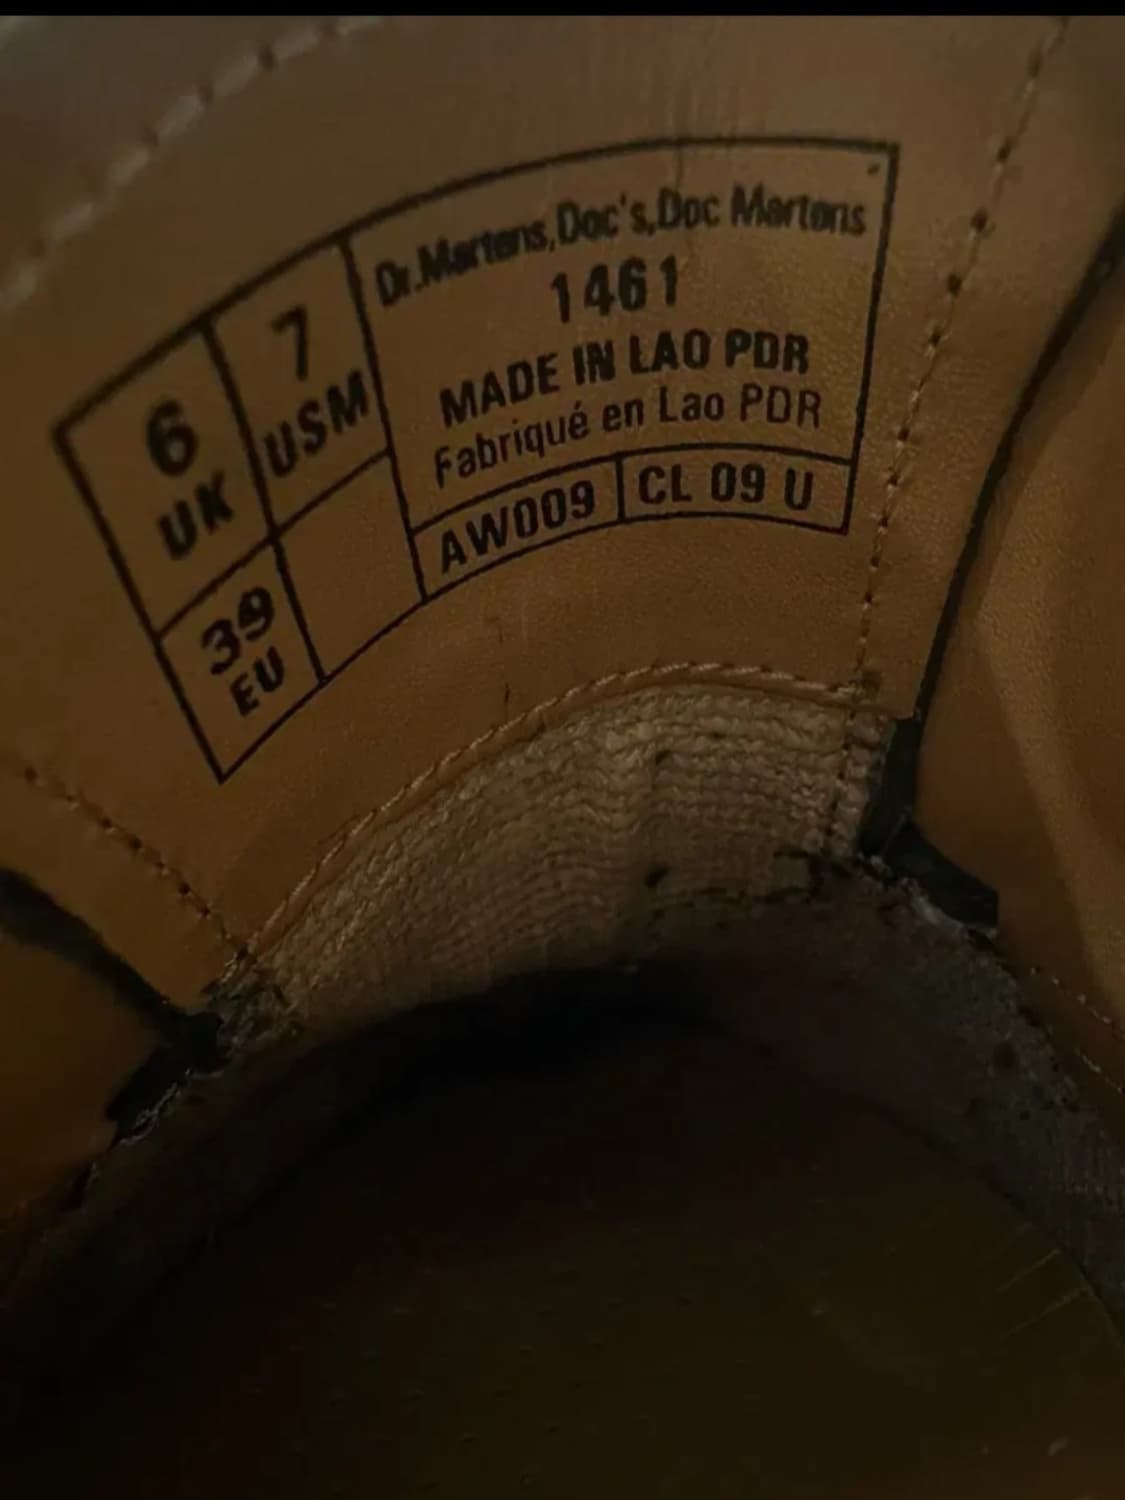 6
UK
7
USM
39
EU
Dr.Martens,Doc's,Doc Martens
1461
MADE IN LAO PDR
Fabriqué en Lao PDR
AW009
CL 09 U